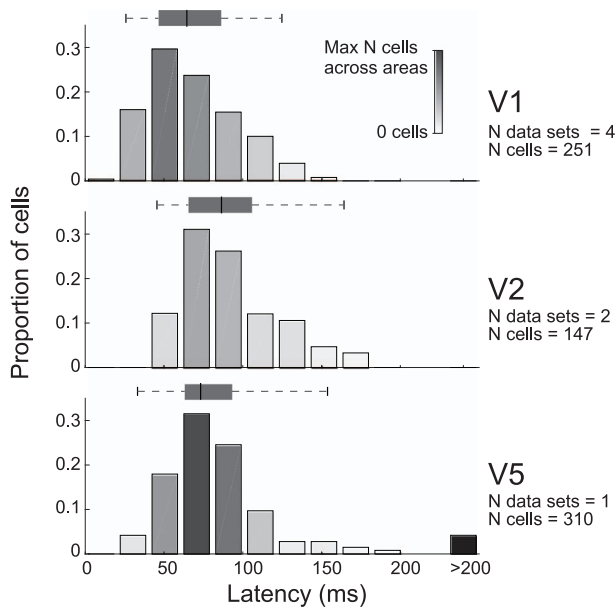 Proportion of cells
0.3
0.2
0.1
0
Max N cells
across areas
0 cells
V1
N data sets = 4
N cells = 251
0.3
0.2
0.1
0
V2
N data sets = 2
N cells = 147
0.3
0.2
0.1
0
V5
N data sets = 1
N cells = 310
0 50 100 150 200 >200
Latency (ms)